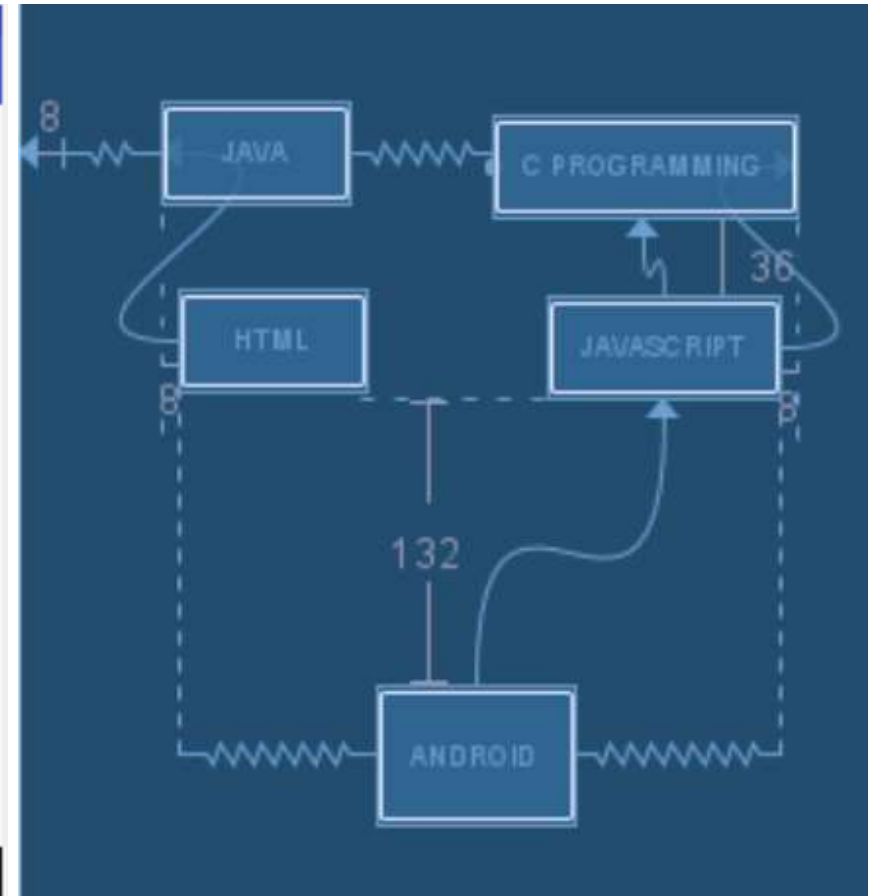 8
JAVA
C PROGRAMMING
36
HTML
JAVASCRIPT
8
8
132
ANDROID